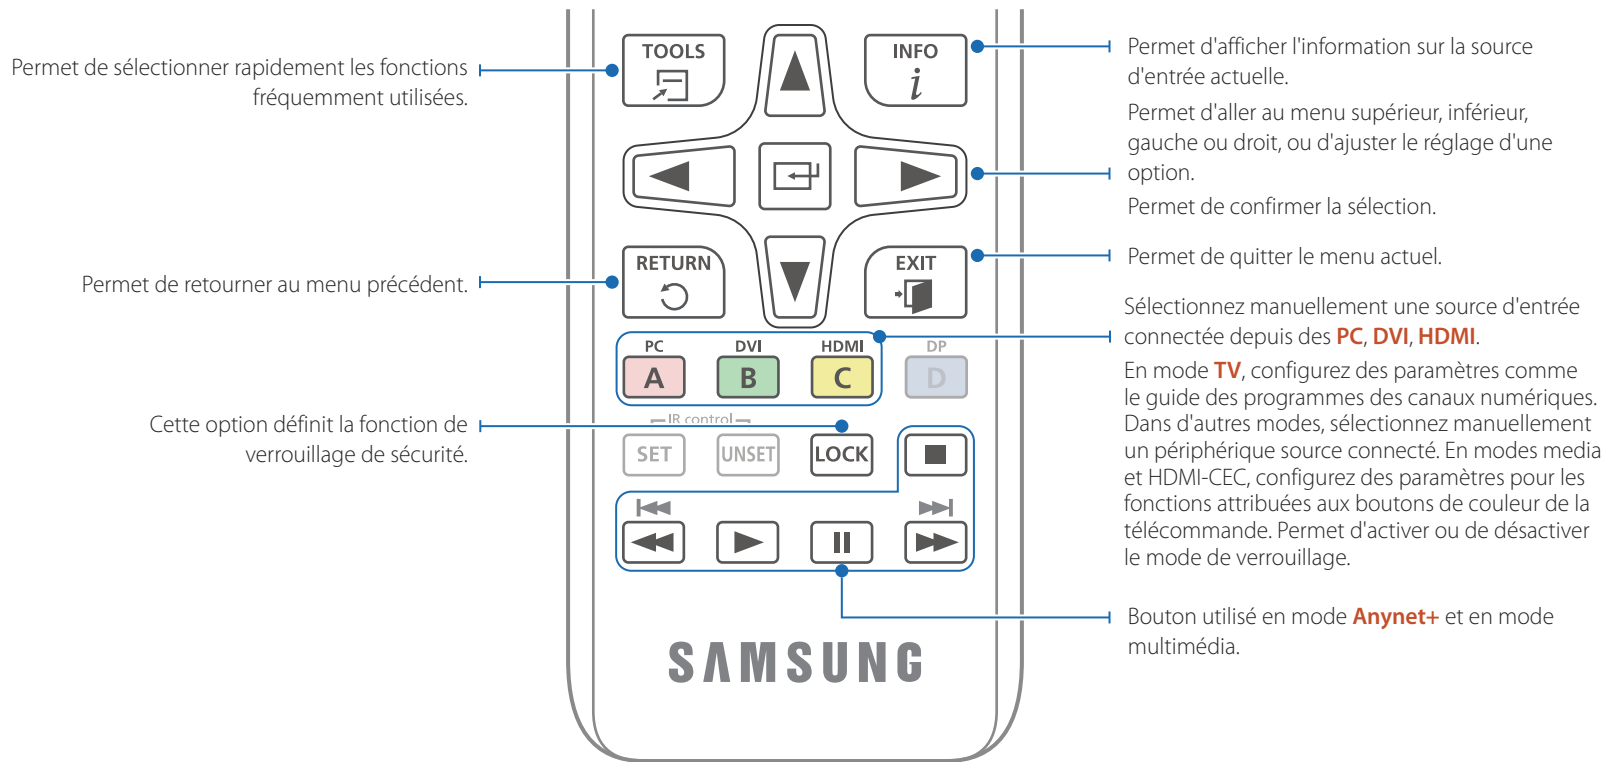 TOOLS
INFO
i
Permet de sélectionner rapidement les fonctions
fréquemment utilisées.
Permet d'afficher l'information sur la source
d'entrée actuelle.
Permet d'aller au menu supérieur, inférieur,
gauche ou droit, ou d'ajuster le réglage d'une
option.
Permet de confirmer la sélection.
RETURN
EXIT
Permet de retourner au menu précédent.
Permet de quitter le menu actuel.
PC
DVI
HDMI
DP
A
B
C
D
Sélectionnez manuellement une source d'entrée
connectée depuis des PC, DVI, HDMI.
En mode TV, configurez des paramètres comme
le guide des programmes des canaux numériques.
Dans d'autres modes, sélectionnez manuellement
un périphérique source connecté. En modes media
et HDMI-CEC, configurez des paramètres pour les
fonctions attribuées aux boutons de couleur de la
télécommande. Permet d'activer ou de désactiver
le mode de verrouillage.
Cette option définit la fonction de
verrouillage de sécurité.
IR control
SET
UNSET
LOCK
Bouton utilisé en mode Anynet+ et en mode
multimédia.
SAMSUNG